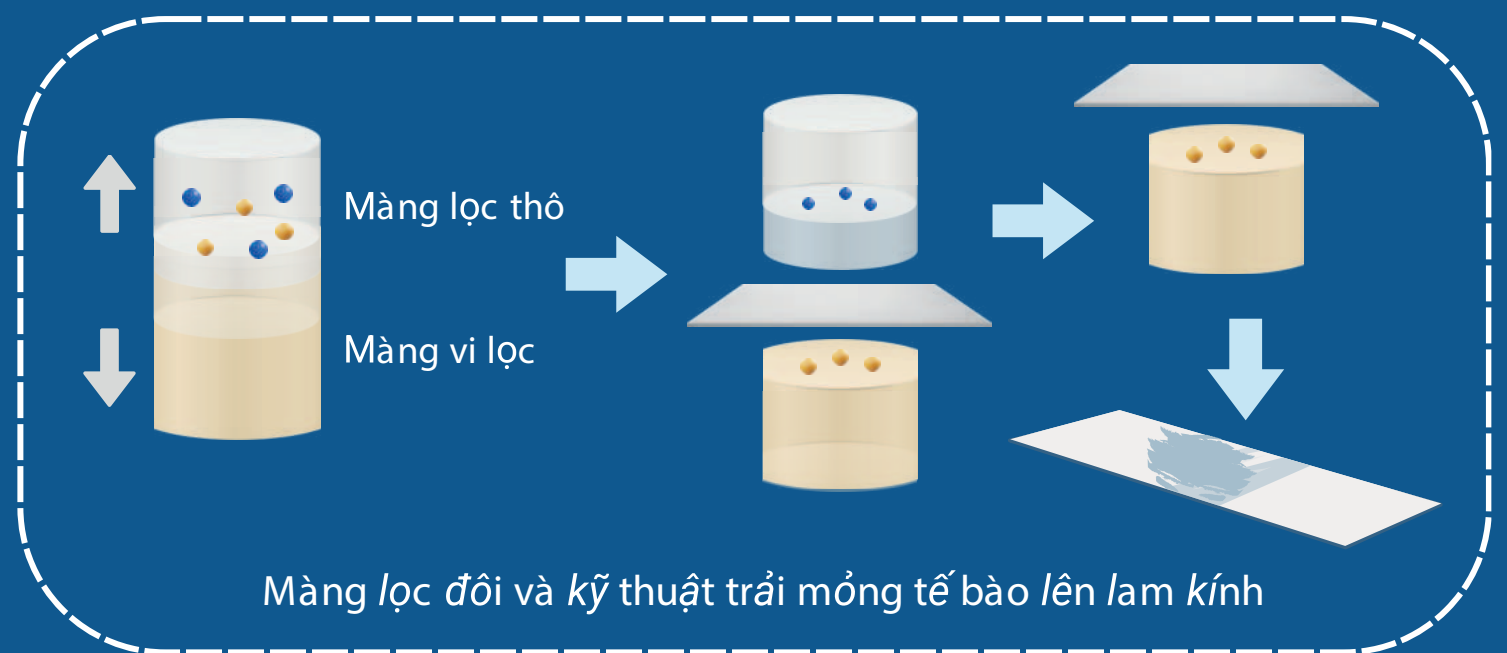 Màng lọc thô
Màng vi lọc
Màng lọc đôi và kỹ thuật trải mỏng tế bào lên lam kính